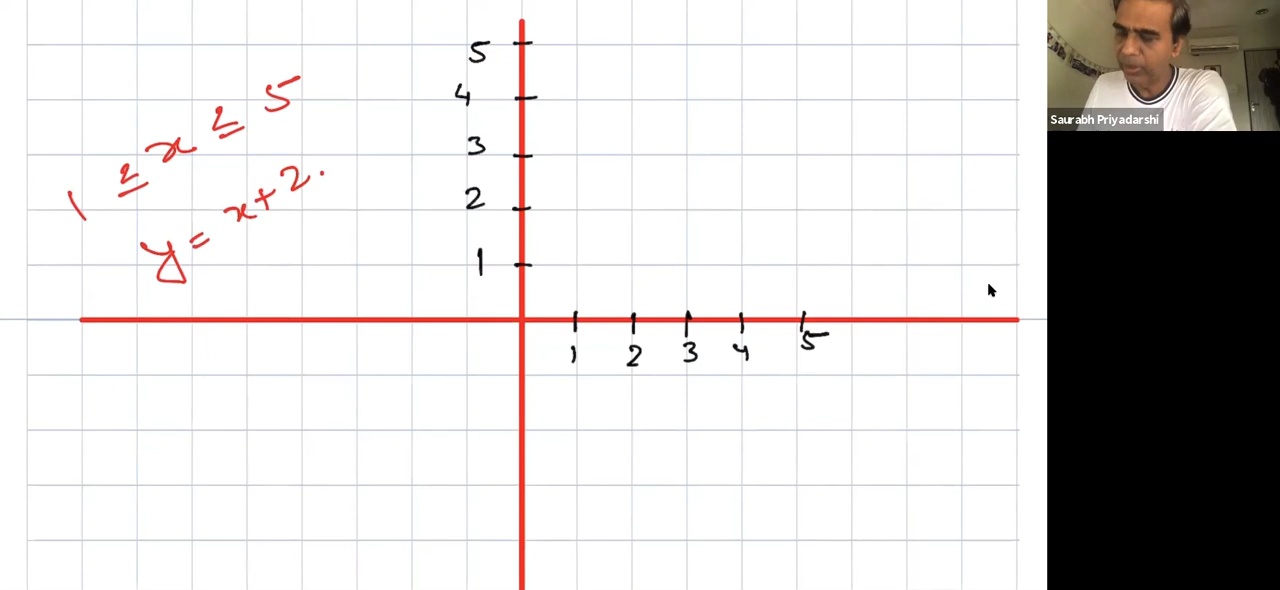 1 ≤ x ≤ 5
y = x + 2.
5
4
3
2
1
1 2 3 4 5
Saurabh Priyadarshi